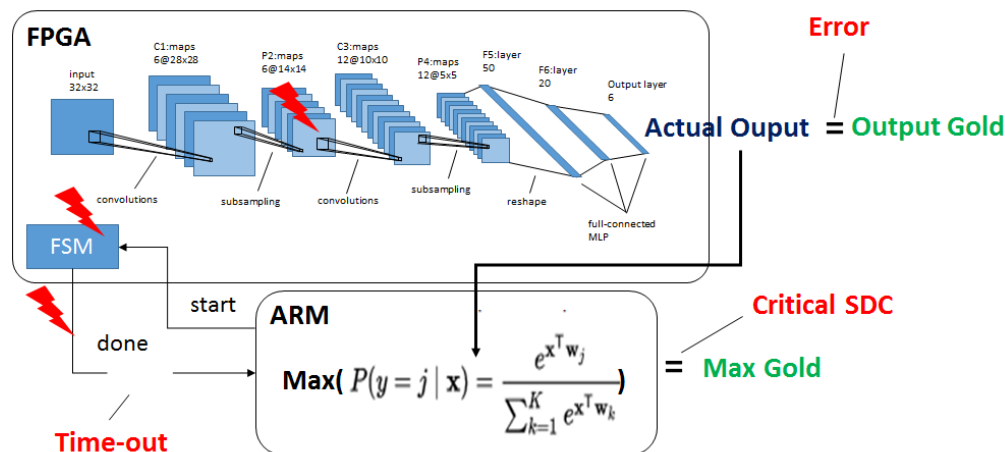 FPGA
input
32x32
C1:maps
6@28x28
P2:maps
6@14x14
C3:maps
12@10x10
P4:maps
12@5x5
F5:layer
50
F6:layer
20
Output layer
6
convolutions
subsampling
convolutions
subsampling
reshape
full-connected
MLP
Error
Actual Ouput = Output Gold
FSM
start
done
Time-out
ARM
Max( P(y = j | x) = e^{x^T w_j} / ∑_{k=1}^{K} e^{x^T w_k} )
= Max Gold
Critical SDC